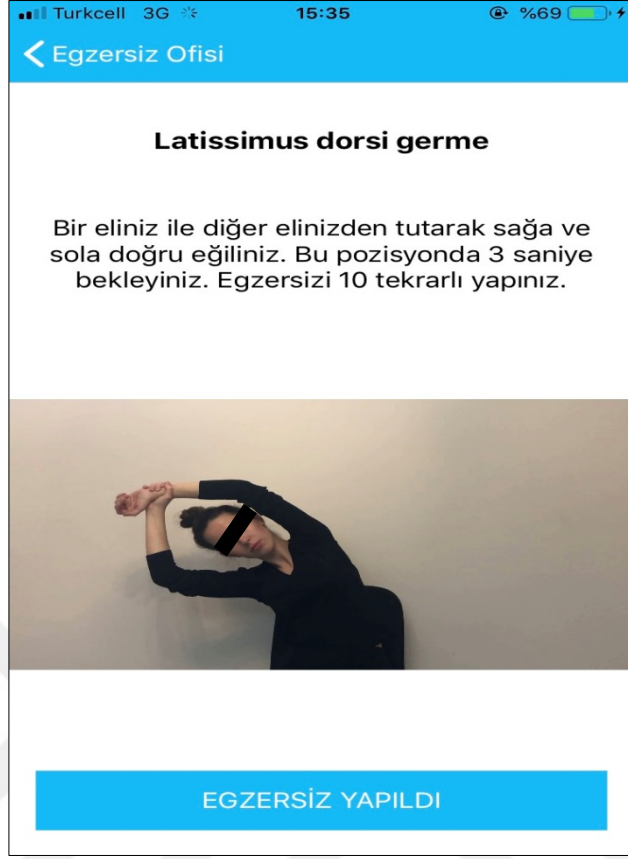 Turkcell 3G 15:35 %69
Egzersiz Ofisi
Latissimus dorsi germe
Bir eliniz ile diğer elinizden tutarak sağa ve
sola doğru eğiliniz. Bu pozisyonda 3 saniye
bekleyiniz. Egzersizi 10 tekrarlı yapınız.
EGZERSİZ YAPILDI